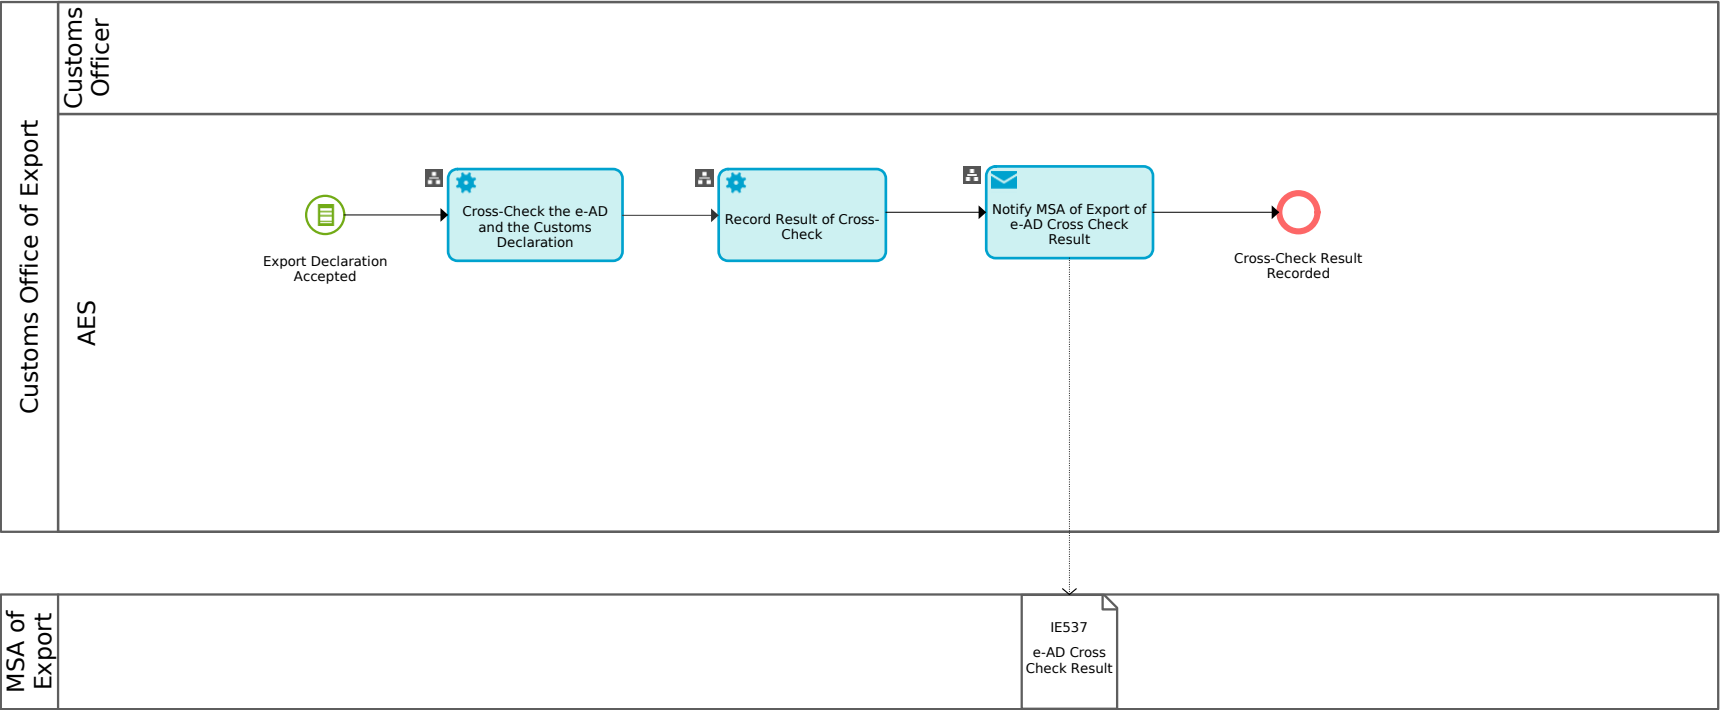 Customs
Officer
Customs Office of Export
AES
Export Declaration
Accepted
Cross-Check the e-AD
and the Customs
Declaration
Record Result of Cross-
Check
Notify MSA of Export of
e-AD Cross Check
Result
Cross-Check Result
Recorded
MSA of
Export
IE537
e-AD Cross
Check Result